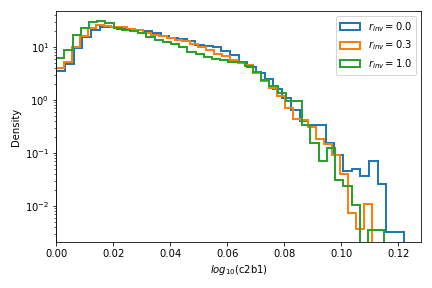 r_inv = 0.0
r_inv = 0.3
r_inv = 1.0
Density
10^1
10^0
10^-1
10^-2
0.00 0.02 0.04 0.06 0.08 0.10 0.12
log_10(c2b1)